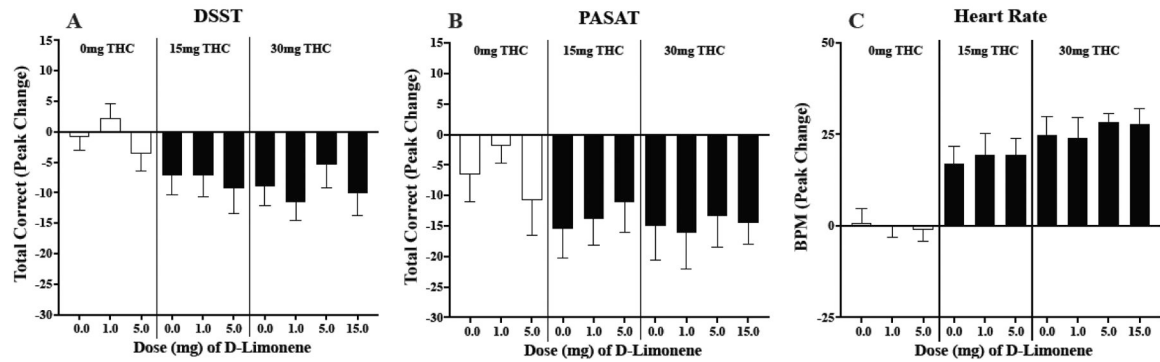 A
DSST
Total Correct (Peak Change)
15
10
5
0
-5
-10
-15
-20
-25
-30
0mg THC
15mg THC
30mg THC
0.0
1.0
5.0
0.0
1.0
5.0
0.0
1.0
5.0
15.0
Dose (mg) of D-Limonene
B
PASAT
Total Correct (Peak Change)
15
10
5
0
-5
-10
-15
-20
-25
-30
0mg THC
15mg THC
30mg THC
0.0
1.0
5.0
0.0
1.0
5.0
0.0
1.0
5.0
15.0
Dose (mg) of D-Limonene
C
Heart Rate
BPM (Peak Change)
50
25
0
-25
0mg THC
15mg THC
30mg THC
0.0
1.0
5.0
0.0
1.0
5.0
0.0
1.0
5.0
15.0
Dose (mg) of D-Limonene